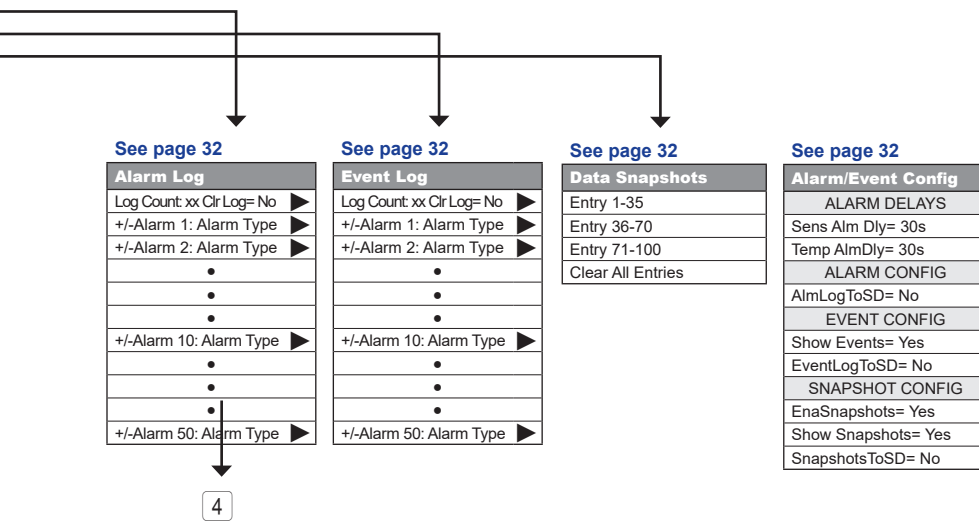 See page 32
Alarm Log
Log Count: xx Clr Log= No
+/-Alarm 1: Alarm Type
+/-Alarm 2: Alarm Type
•
•
•
+/-Alarm 10: Alarm Type
•
•
•
+/-Alarm 50: Alarm Type
4
See page 32
Event Log
Log Count: xx Clr Log= No
+/-Alarm 1: Alarm Type
+/-Alarm 2: Alarm Type
•
•
•
+/-Alarm 10: Alarm Type
•
•
•
+/-Alarm 50: Alarm Type
See page 32
Data Snapshots
Entry 1-35
Entry 36-70
Entry 71-100
Clear All Entries
See page 32
Alarm/Event Config
ALARM DELAYS
Sens Alm Dly= 30s
Temp AlmDly= 30s
ALARM CONFIG
AlmLogToSD= No
EVENT CONFIG
Show Events= Yes
EventLogToSD= No
SNAPSHOT CONFIG
EnaSnapshots= Yes
Show Snapshots= Yes
SnapshotsToSD= No